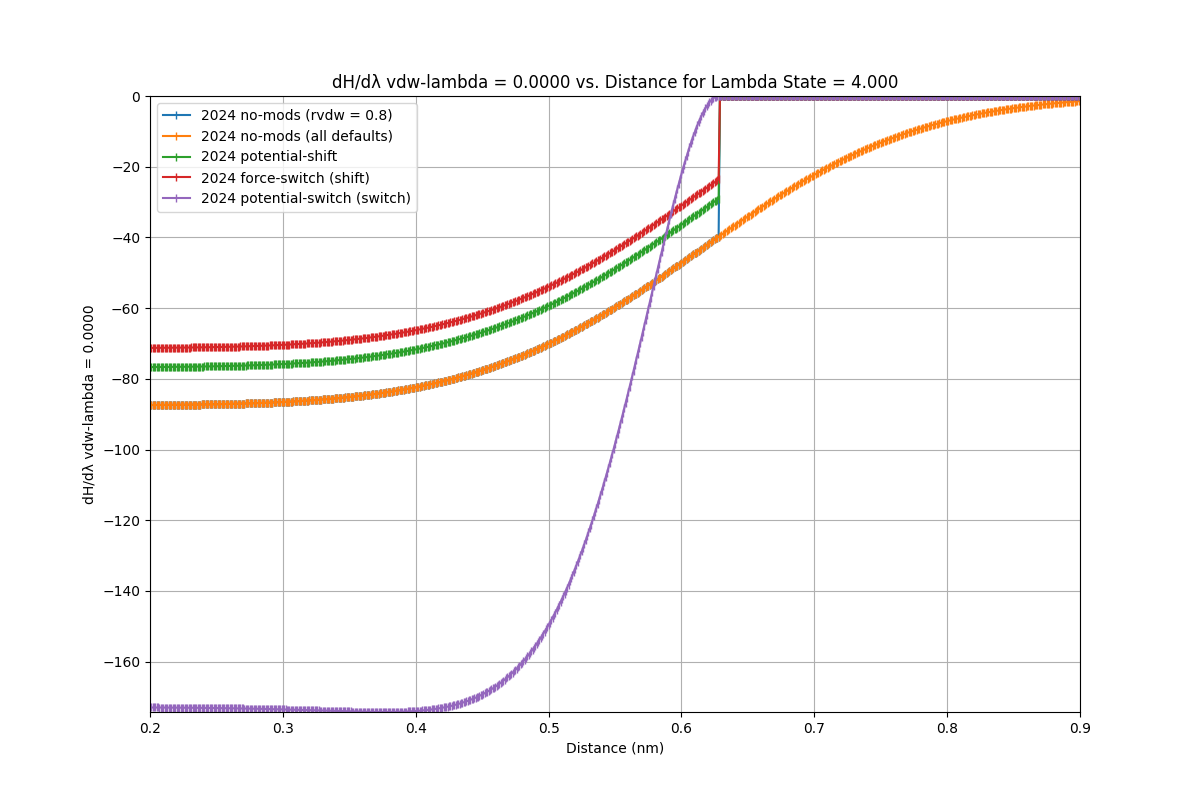 dH/dλ vdw-lambda = 0.0000 vs. Distance for Lambda State = 4.000
2024 no-mods (rvdw = 0.8)
2024 no-mods (all defaults)
2024 potential-shift
2024 force-switch (shift)
2024 potential-switch (switch)
dH/dλ vdw-lambda = 0.0000
0
−20
−40
−60
−80
−100
−120
−140
−160
0.2 0.3 0.4 0.5 0.6 0.7 0.8 0.9
Distance (nm)